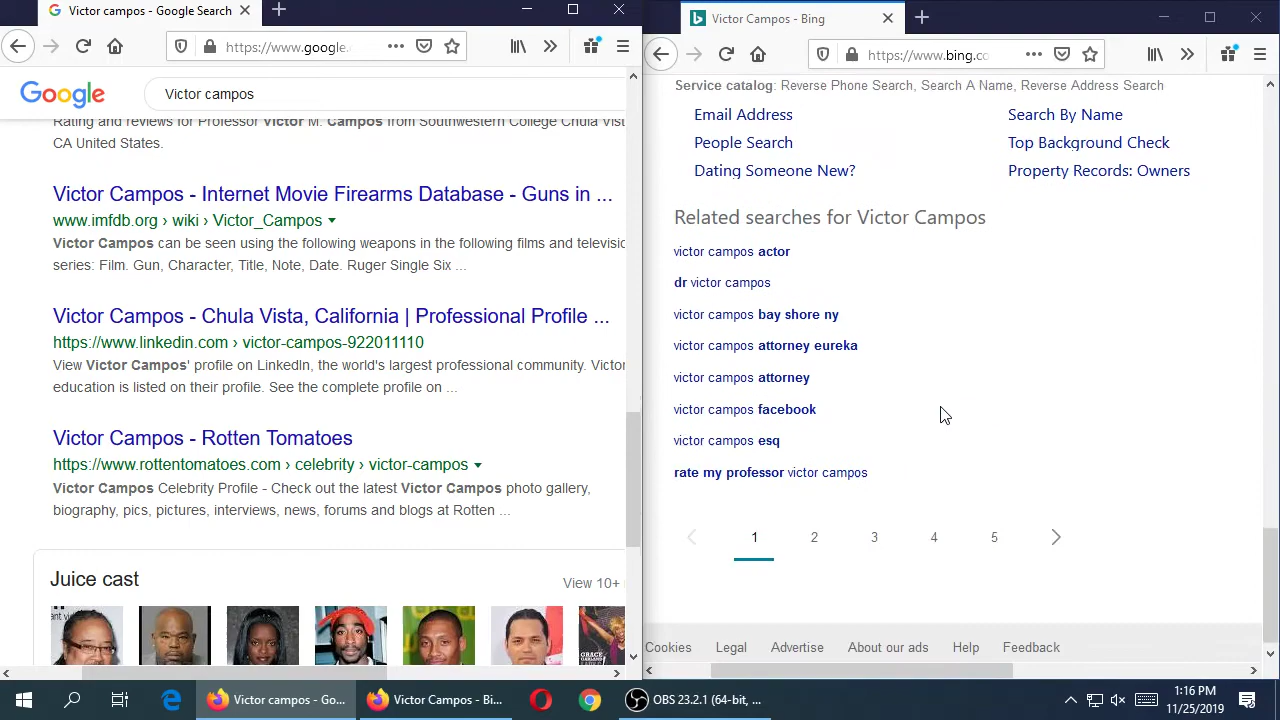 Victor campos - Google Search
https://www.google.
Google
Victor campos
Rating and reviews for Professor Victor M. Campos from Southwestern College Chula Vista,
CA United States.
Victor Campos - Internet Movie Firearms Database - Guns in ...
www.imfdb.org › wiki › Victor_Campos
Victor Campos can be seen using the following weapons in the following films and televisio
series: Film. Gun, Character, Title, Note, Date. Ruger Single Six ...
Victor Campos - Chula Vista, California | Professional Profile ...
https://www.linkedin.com › victor-campos-922011110
View Victor Campos' profile on LinkedIn, the world's largest professional community. Victor
education is listed on their profile. See the complete profile on ...
Victor Campos - Rotten Tomatoes
https://www.rottentomatoes.com › celebrity › victor-campos
Victor Campos Celebrity Profile - Check out the latest Victor Campos photo gallery,
biography, pics, pictures, interviews, news, forums and blogs at Rotten ...
Juice cast
View 10+
Victor Campos - Bing
https://www.bing.co
Service catalog: Reverse Phone Search, Search A Name, Reverse Address Search
Email Address
Search By Name
People Search
Top Background Check
Dating Someone New?
Property Records: Owners
Related searches for Victor Campos
victor campos actor
dr victor campos
victor campos bay shore ny
victor campos attorney eureka
victor campos attorney
victor campos facebook
victor campos esq
rate my professor victor campos
1 2 3 4 5
Cookies Legal Advertise About our ads Help Feedback
Victor campos - Go...
Victor Campos - Bi...
OBS 23.2.1 (64-bit, ...
1:16 PM
11/25/2019